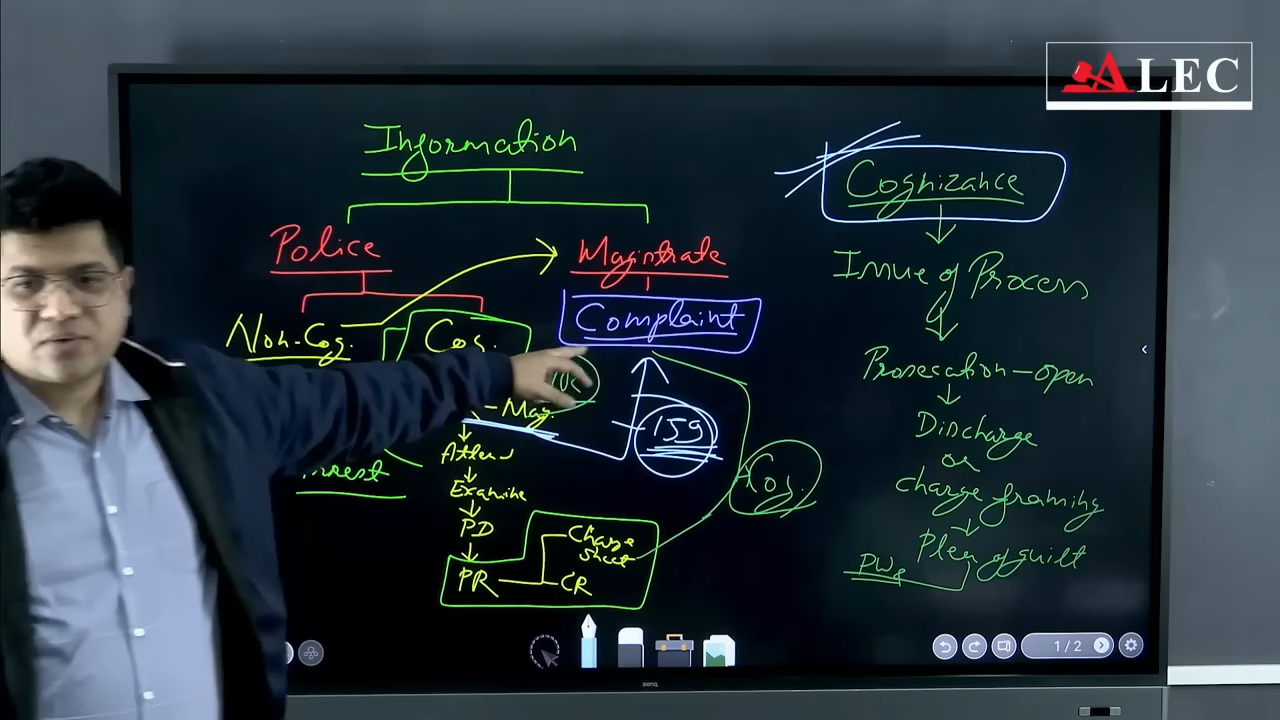 ALEC
Information
Police
Magistrate
Non-Cog.
Cog.
Complaint
- Mag.
159
Arrest
Examine
PD
PR
Charge
Sheet
CR
Cog.
Cognizance
Issue of Process
Prosecution - open
Discharge
or
charge framing
Plea of guilt
PWs
1/2
BenQ